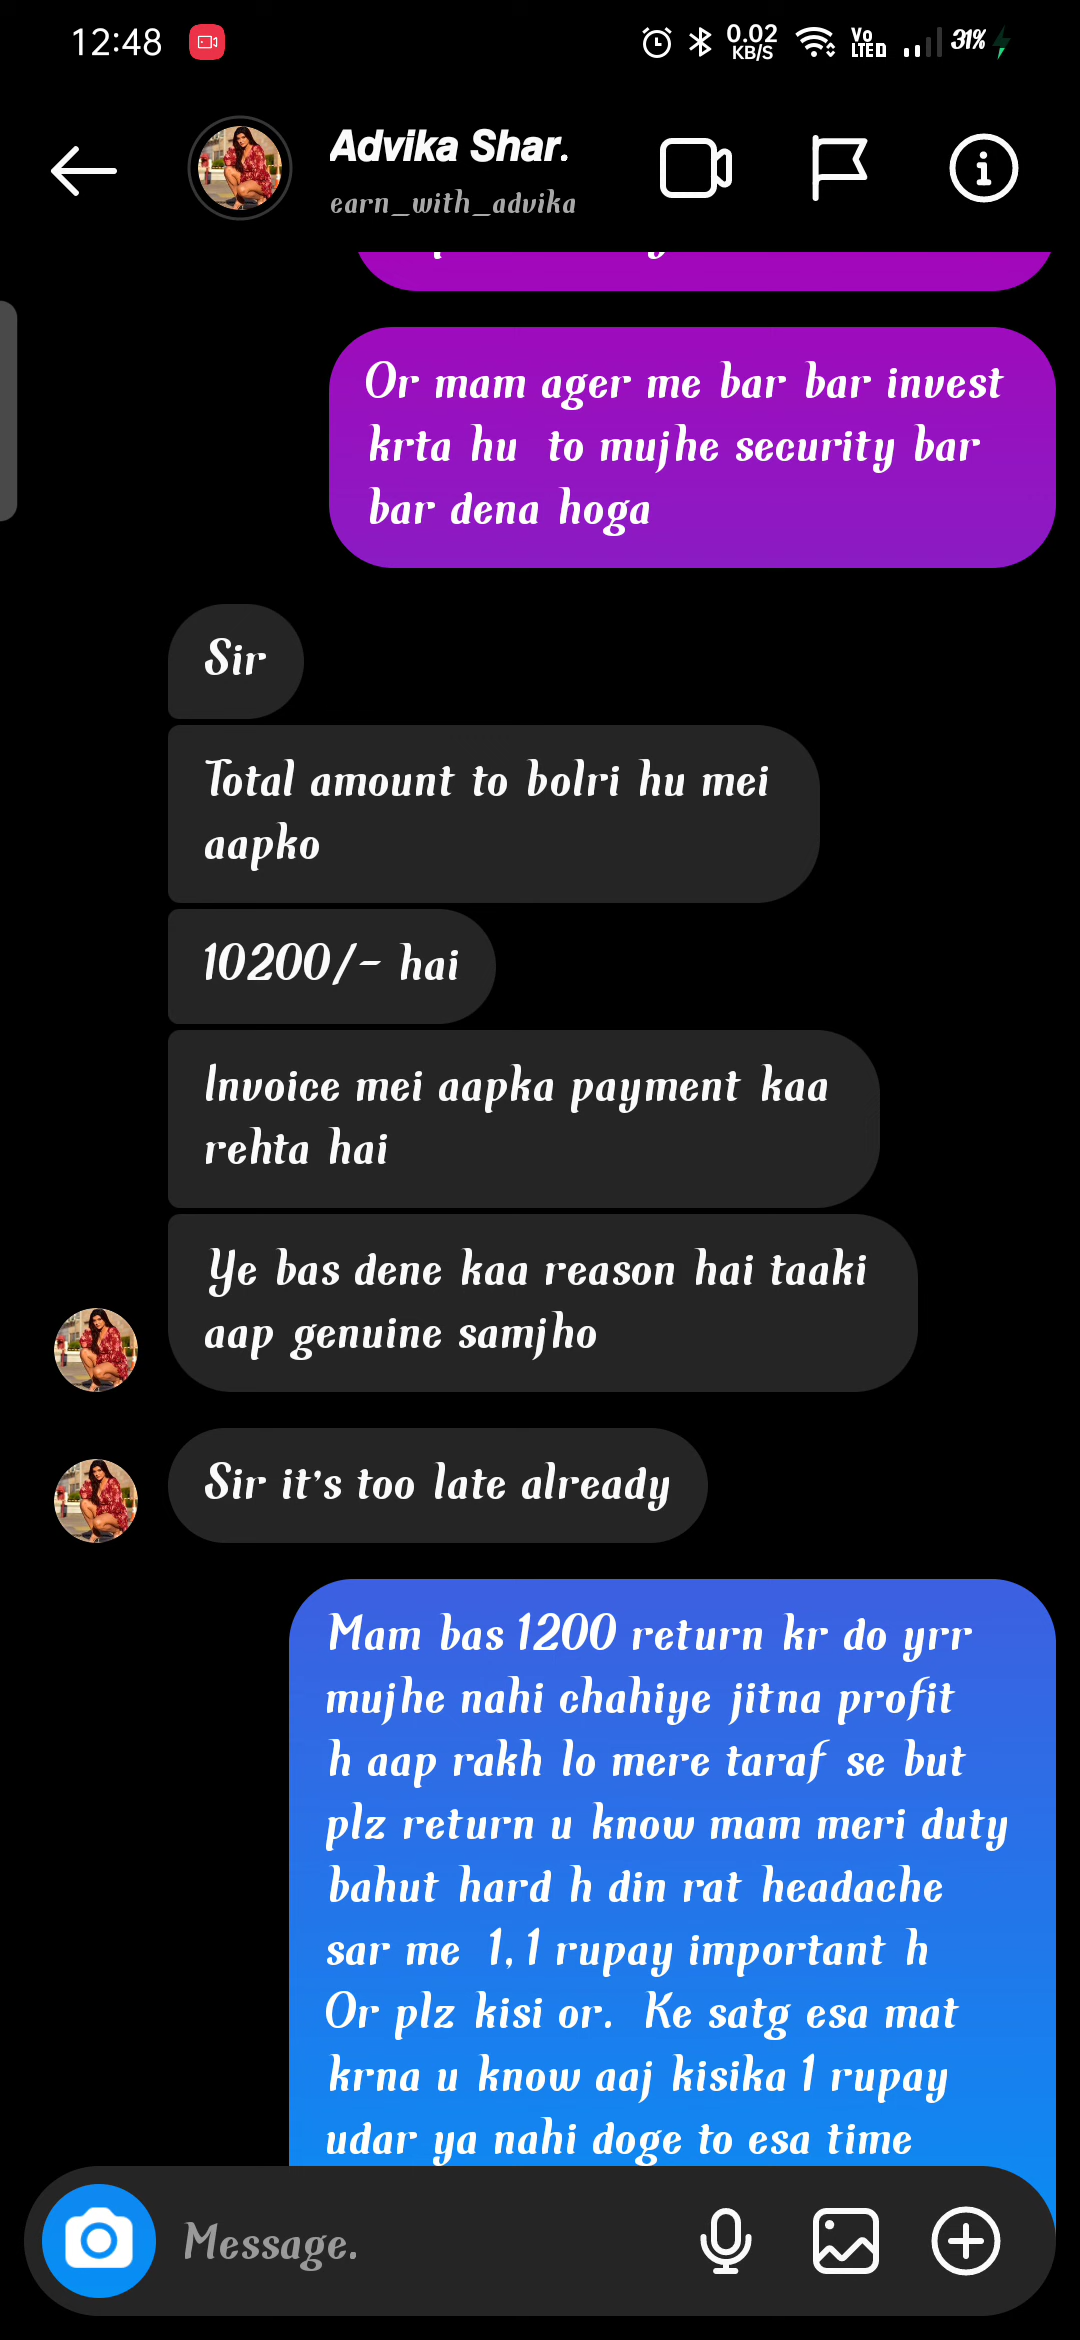 12:48
0.02
KB/S
Vo
LTED
31%
Advika Shar.
earn_with_advika
Or mam ager me bar bar invest
krta hu to mujhe security bar
bar dena hoga
Sir
Total amount to bolri hu mei
aapko
10200/- hai
Invoice mei aapka payment kaa
rehta hai
Ye bas dene kaa reason hai taaki
aap genuine samjho
Sir it's too late already
Mam bas 1200 return kr do yrr
mujhe nahi chahiye jitna profit
h aap rakh lo mere taraf se but
plz return u know mam meri duty
bahut hard h din rat headache
sar me 1,1 rupay important h
Or plz kisi or. Ke satg esa mat
krna u know aaj kisika 1 rupay
udar ya nahi doge to esa time
Message.